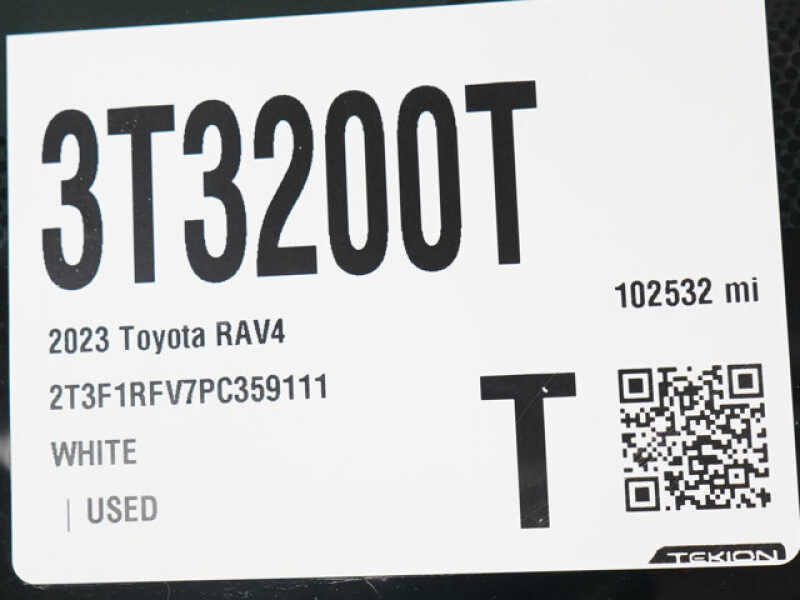 3T3200T
102532 mi
2023 Toyota RAV4
2T3F1RFV7PC359111
WHITE
| USED
T
TEKION